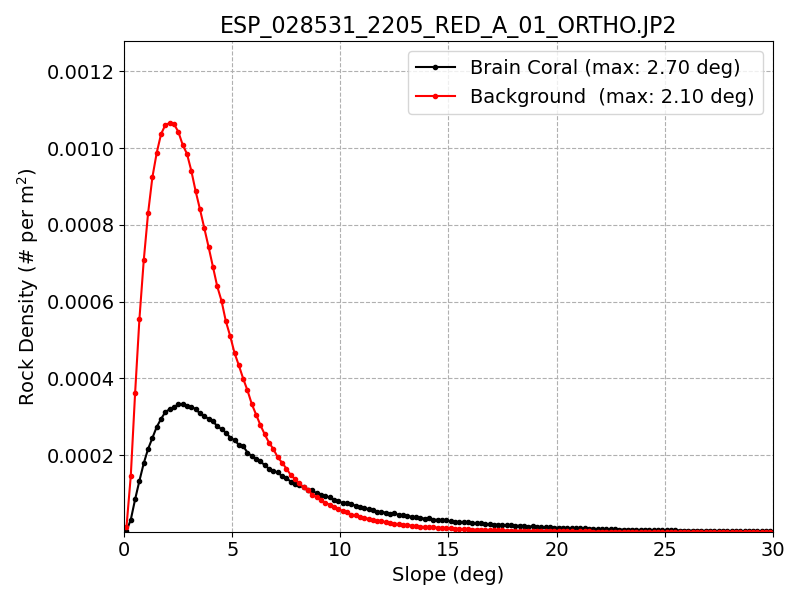 ESP_028531_2205_RED_A_01_ORTHO.JP2
Brain Coral (max: 2.70 deg)
Background  (max: 2.10 deg)
Rock Density (# per m²)
0.0012
0.0010
0.0008
0.0006
0.0004
0.0002
0 5 10 15 20 25 30
Slope (deg)